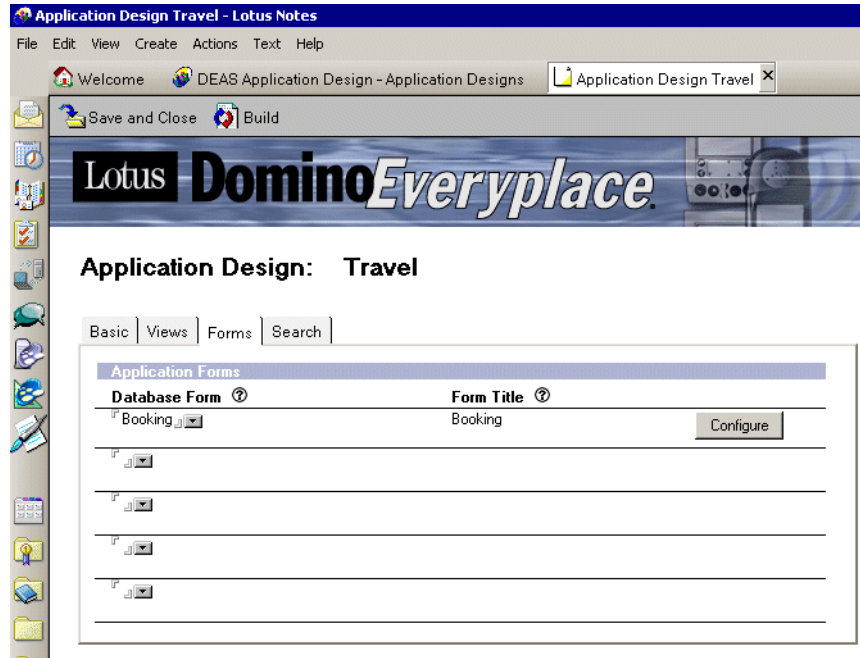 Application Design Travel - Lotus Notes
File Edit View Create Actions Text Help
Welcome DEAS Application Design - Application Designs Application Design Travel
Save and Close Build
Lotus Domino Everyplace.
Application Design: Travel
Basic Views Forms Search
Application Forms
Database Form Form Title
Booking Booking Configure